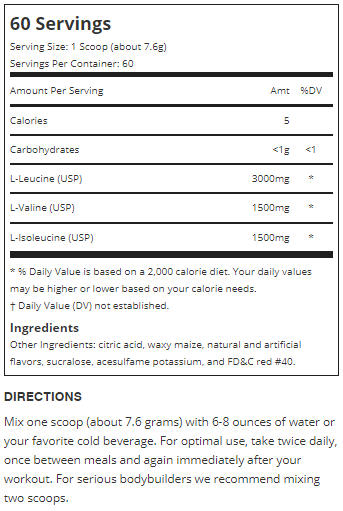 60 Servings
Serving Size: 1 Scoop (about 7.6g)
Servings Per Container: 60
Amount Per Serving Amt %DV
Calories 5
Carbohydrates <1g <1
L-Leucine (USP) 3000mg *
L-Valine (USP) 1500mg *
L-Isoleucine (USP) 1500mg *
* % Daily Value is based on a 2,000 calorie diet. Your daily values
may be higher or lower based on your calorie needs.
† Daily Value (DV) not established.
Ingredients
Other Ingredients: citric acid, waxy maize, natural and artificial
flavors, sucralose, acesulfame potassium, and FD&C red #40.
DIRECTIONS
Mix one scoop (about 7.6 grams) with 6-8 ounces of water or
your favorite cold beverage. For optimal use, take twice daily,
once between meals and again immediately after your
workout. For serious bodybuilders we recommend mixing
two scoops.